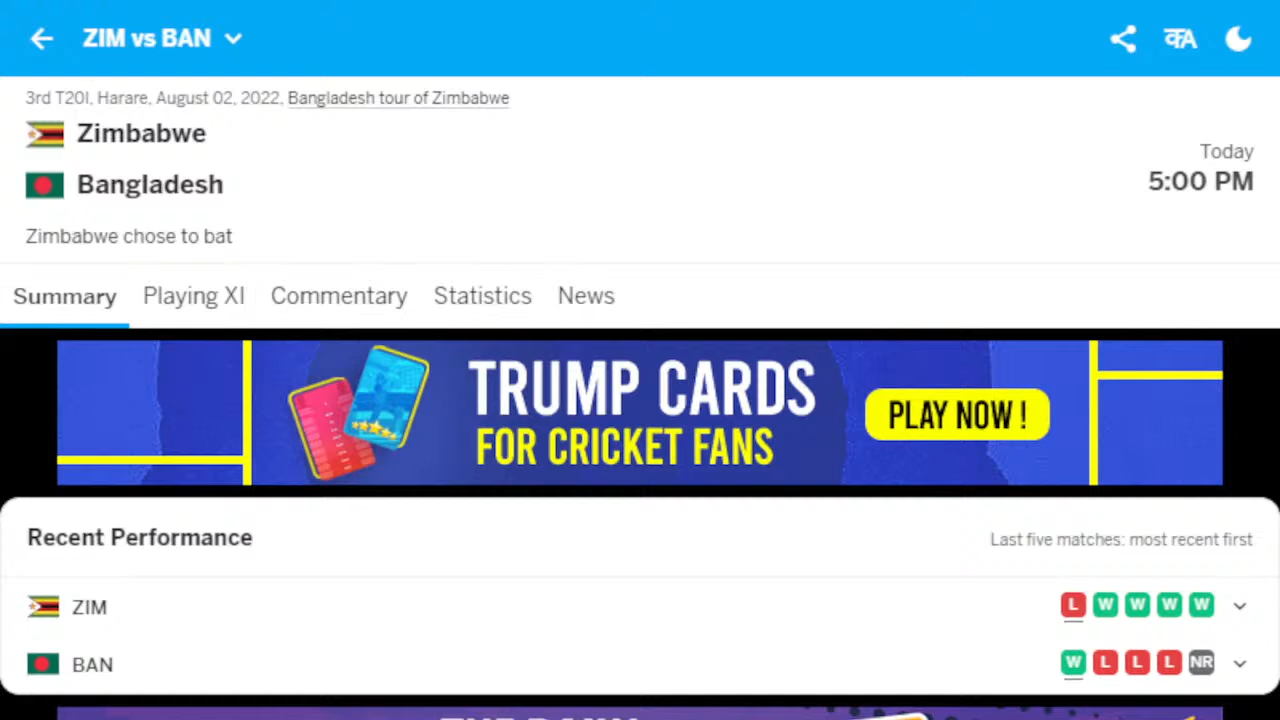 ZIM vs BAN
कA
3rd T20I, Harare, August 02, 2022, Bangladesh tour of Zimbabwe
Zimbabwe
Bangladesh
Today
5:00 PM
Zimbabwe chose to bat
Summary Playing XI Commentary Statistics News
TRUMP CARDS
FOR CRICKET FANS
PLAY NOW !
Recent Performance
Last five matches: most recent first
ZIM L W W W W
BAN W L L L NR